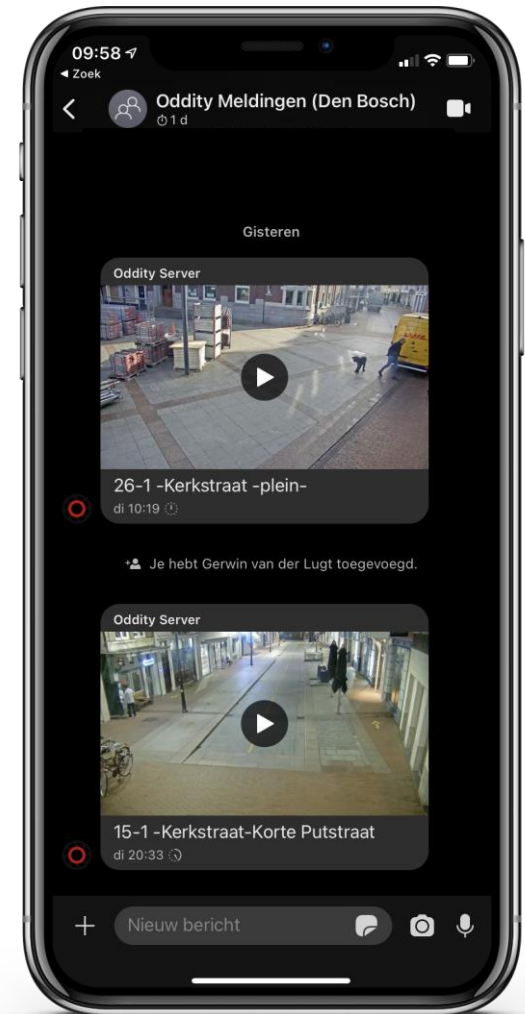 09:58
◀ Zoek
Oddity Meldingen (Den Bosch)
1 d
Gisteren
Oddity Server
26-1 -Kerkstraat -plein-
di 10:19
Je hebt Gerwin van der Lugt toegevoegd.
Oddity Server
15-1 -Kerkstraat-Korte Putstraat
di 20:33
Nieuw bericht